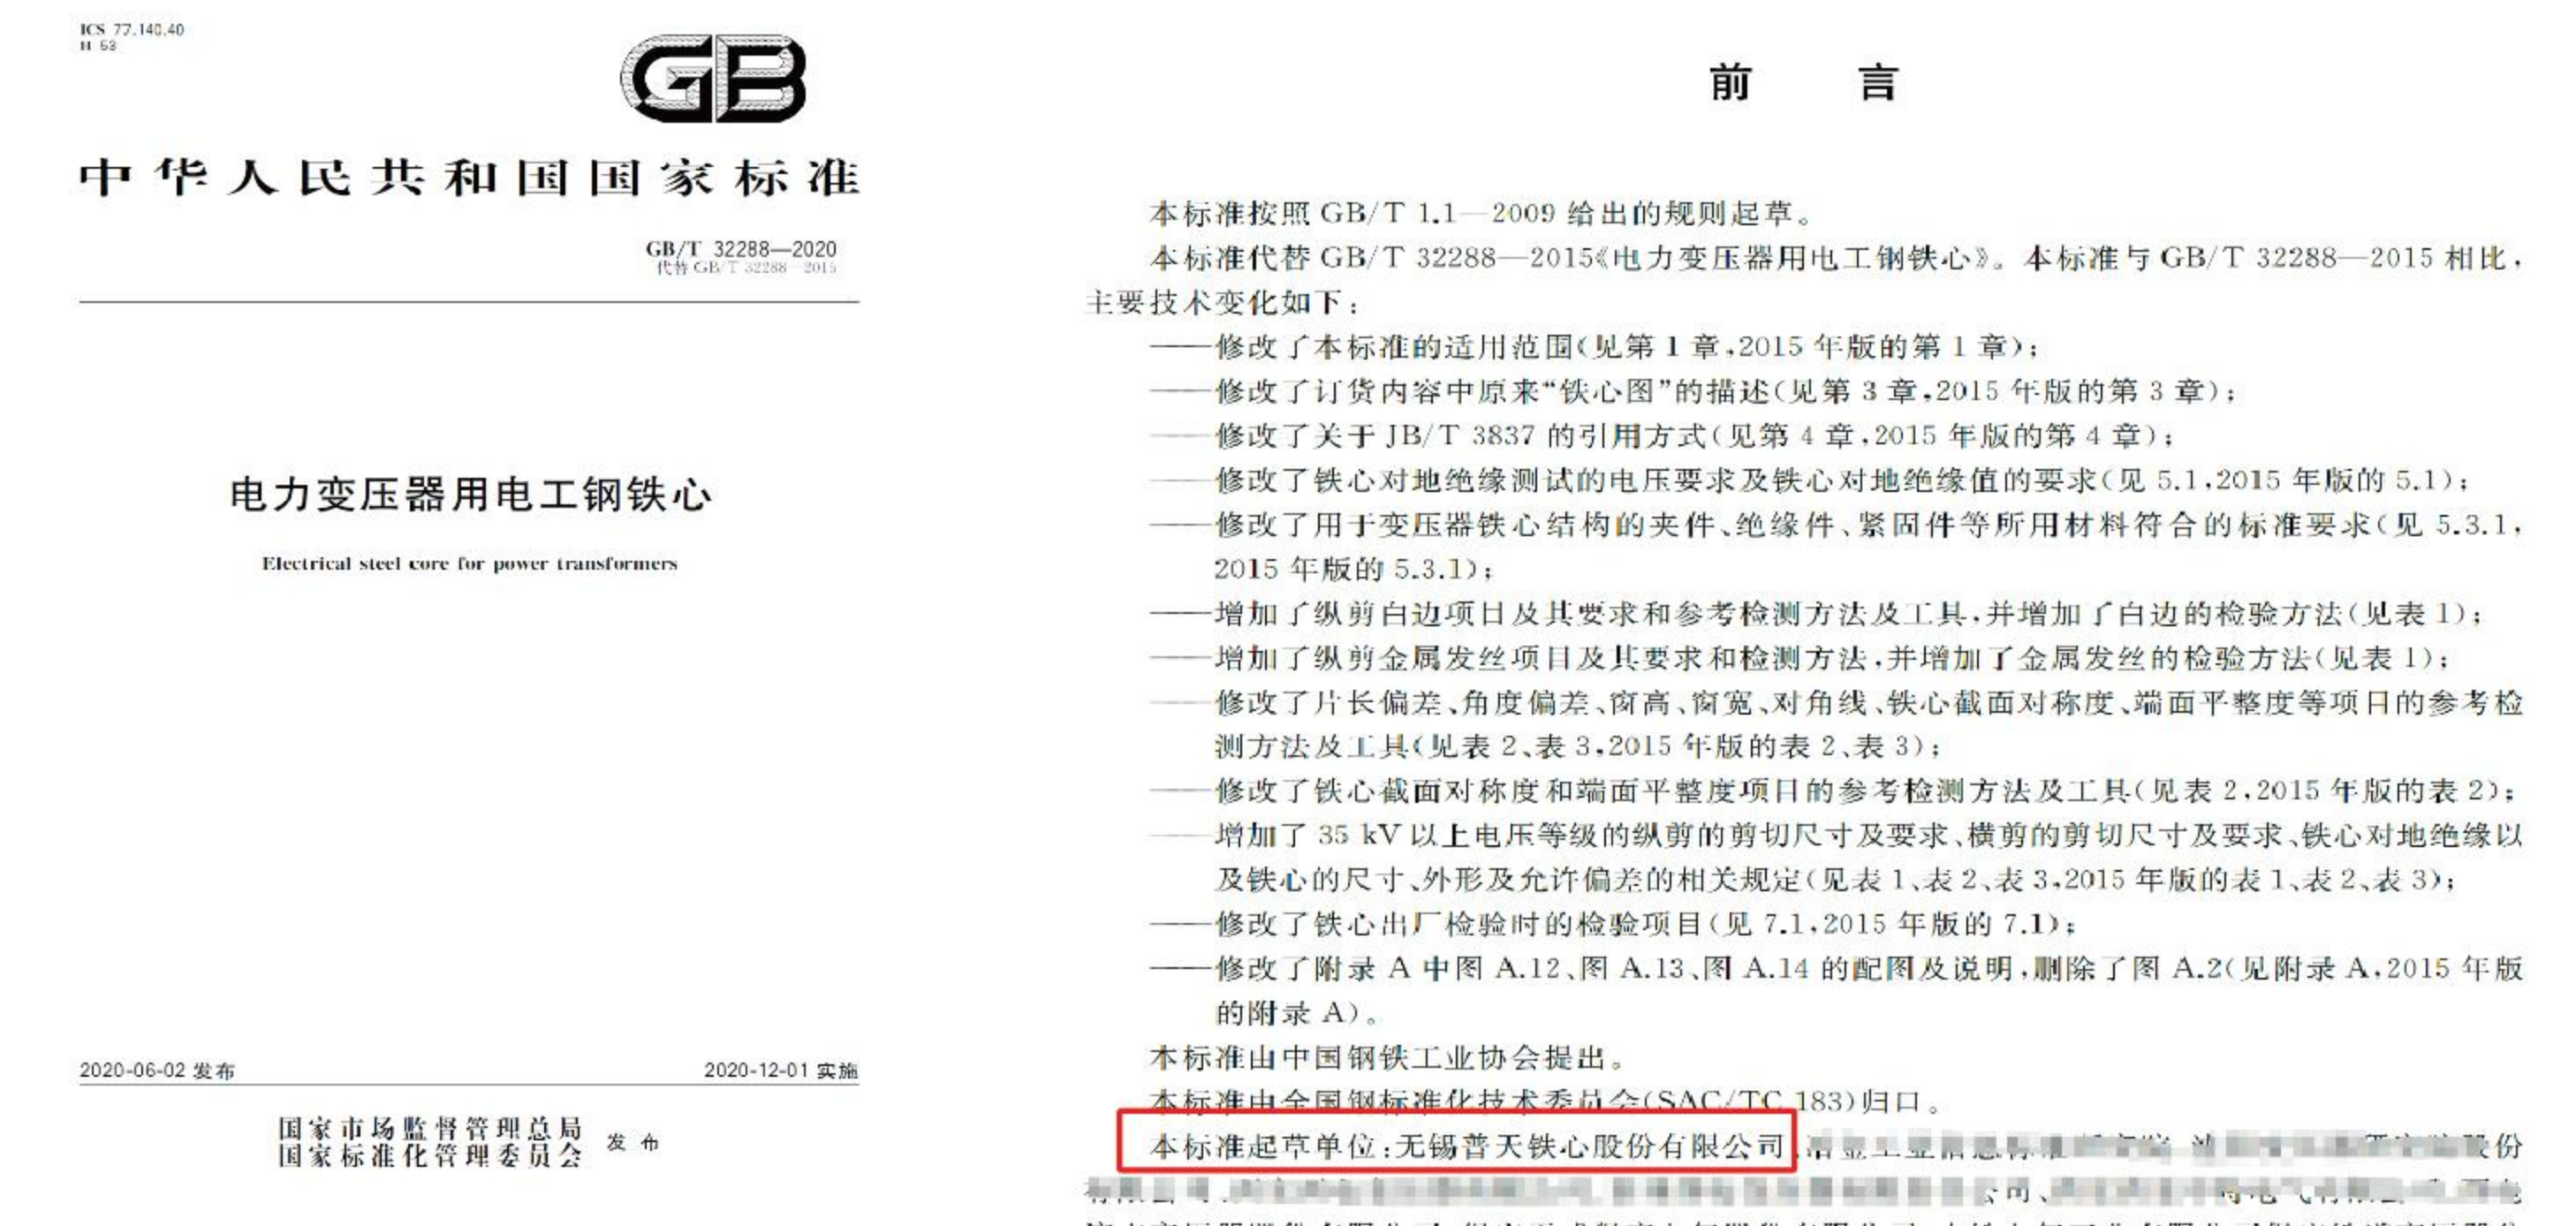 ICS 77.140.40
H 53
GB
中华人民共和国国家标准
GB/T 32288—2020
代替 GB/T 32288—2015
电力变压器用电工钢铁心
Electrical steel core for power transformers
2020-06-02 发布
2020-12-01 实施
国家市场监督管理总局
国家标准化管理委员会
发布
前言
本标准按照 GB/T 1.1—2009 给出的规则起草。
本标准代替 GB/T 32288—2015《电力变压器用电工钢铁心》。本标准与 GB/T 32288—2015 相比，
主要技术变化如下：
——修改了本标准的适用范围（见第 1 章，2015 年版的第 1 章）；
——修改了订货内容中原来“铁心图”的描述（见第 3 章，2015 年版的第 3 章）；
——修改了关于 JB/T 3837 的引用方式（见第 4 章，2015 年版的第 4 章）；
——修改了铁心对地绝缘测试的电压要求及铁心对地绝缘值的要求（见 5.1，2015 年版的 5.1）；
——修改了用于变压器铁心结构的夹件、绝缘件、紧固件等所用材料符合的标准要求（见 5.3.1，
2015 年版的 5.3.1）；
——增加了纵剪白边项目及其要求和参考检测方法及工具，并增加了白边的检验方法（见表 1）；
——增加了纵剪金属发丝项目及其要求和检测方法，并增加了金属发丝的检验方法（见表 1）；
——修改了片长偏差、角度偏差、窗高、窗宽、对角线、铁心截面对称度、端面平整度等项目的参考检
测方法及工具（见表 2、表 3，2015 年版的表 2、表 3）；
——修改了铁心截面对称度和端面平整度项目的参考检测方法及工具（见表 2，2015 年版的表 2）；
——增加了 35 kV 以上电压等级的纵剪的剪切尺寸及要求、横剪的剪切尺寸及要求、铁心对地绝缘以
及铁心的尺寸、外形及允许偏差的相关规定（见表 1、表 2、表 3，2015 年版的表 1、表 2、表 3）；
——修改了铁心出厂检验时的检验项目（见 7.1，2015 年版的 7.1）；
——修改了附录 A 中图 A.12、图 A.13、图 A.14 的配图及说明，删除了图 A.2（见附录 A，2015 年版
的附录 A）。
本标准由中国钢铁工业协会提出。
本标准由全国钢标准化技术委员会（SAC/TC 183）归口。
本标准起草单位：无锡普天铁心股份有限公司